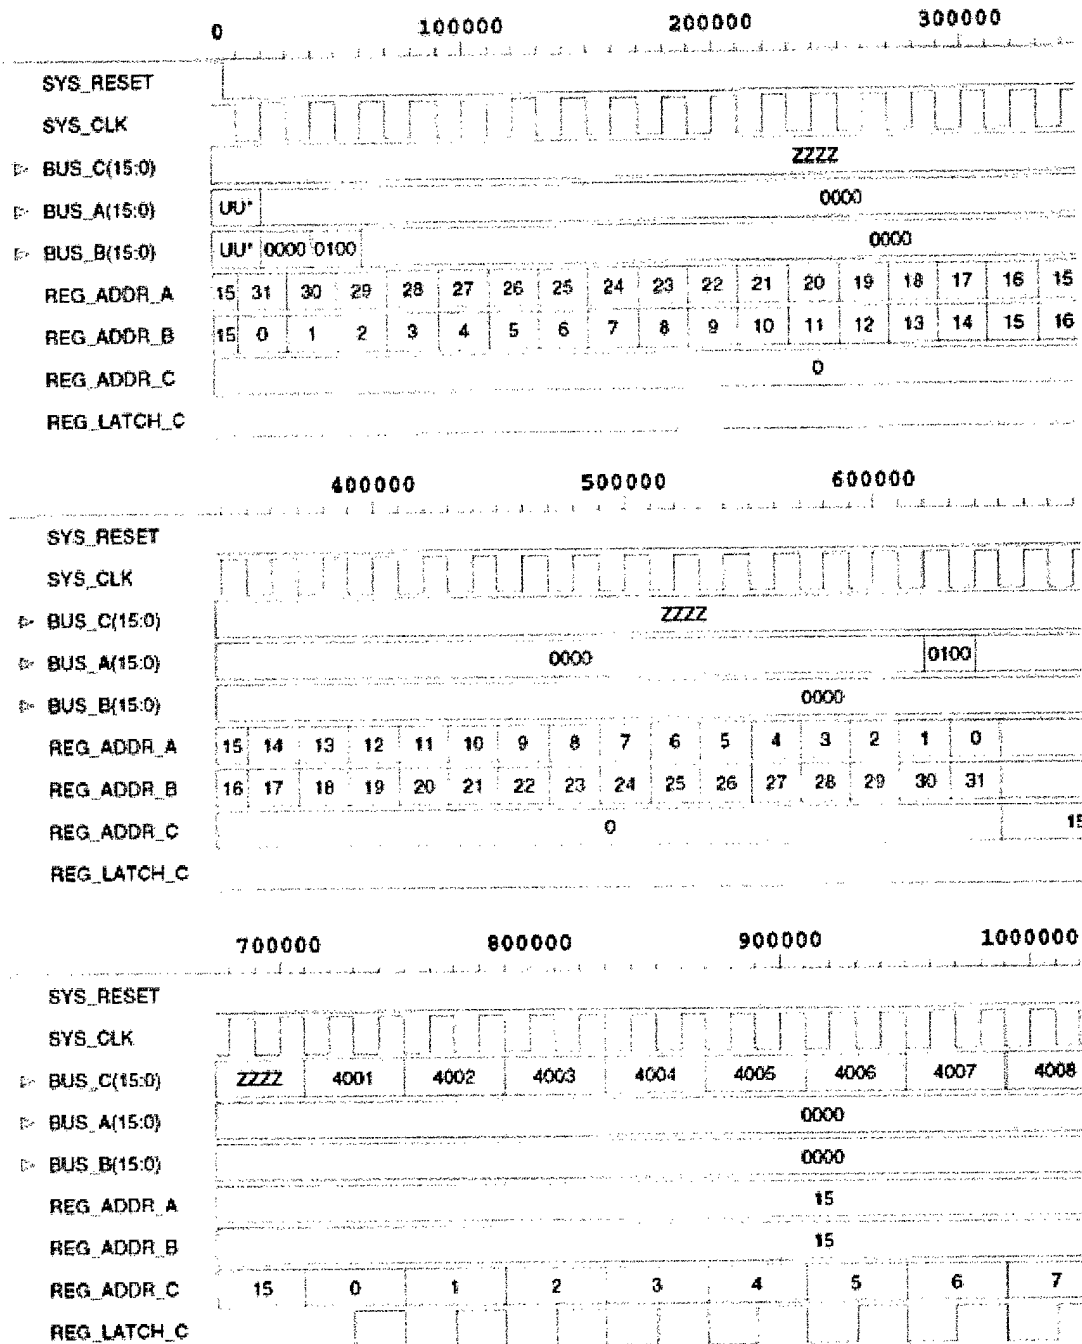 0 100000 200000 300000
SYS_RESET
SYS_CLK
BUS_C(15:0) ZZZZ
BUS_A(15:0) UU* 0000
BUS_B(15:0) UU* 0000 0100 0000
REG_ADDR_A 15 31 30 29 28 27 26 25 24 23 22 21 20 19 18 17 16 15
REG_ADDR_B 15 0 1 2 3 4 5 6 7 8 9 10 11 12 13 14 15 16
REG_ADDR_C 0
REG_LATCH_C
400000 500000 600000
SYS_RESET
SYS_CLK
BUS_C(15:0) ZZZZ
BUS_A(15:0) 0000 0100
BUS_B(15:0) 0000
REG_ADDR_A 15 14 13 12 11 10 9 8 7 6 5 4 3 2 1 0
REG_ADDR_B 16 17 18 19 20 21 22 23 24 25 26 27 28 29 30 31
REG_ADDR_C 0 15
REG_LATCH_C
700000 800000 900000 1000000
SYS_RESET
SYS_CLK
BUS_C(15:0) ZZZZ 4001 4002 4003 4004 4005 4006 4007 4008
BUS_A(15:0) 0000
BUS_B(15:0) 0000
REG_ADDR_A 15
REG_ADDR_B 15
REG_ADDR_C 15 0 1 2 3 4 5 6 7
REG_LATCH_C